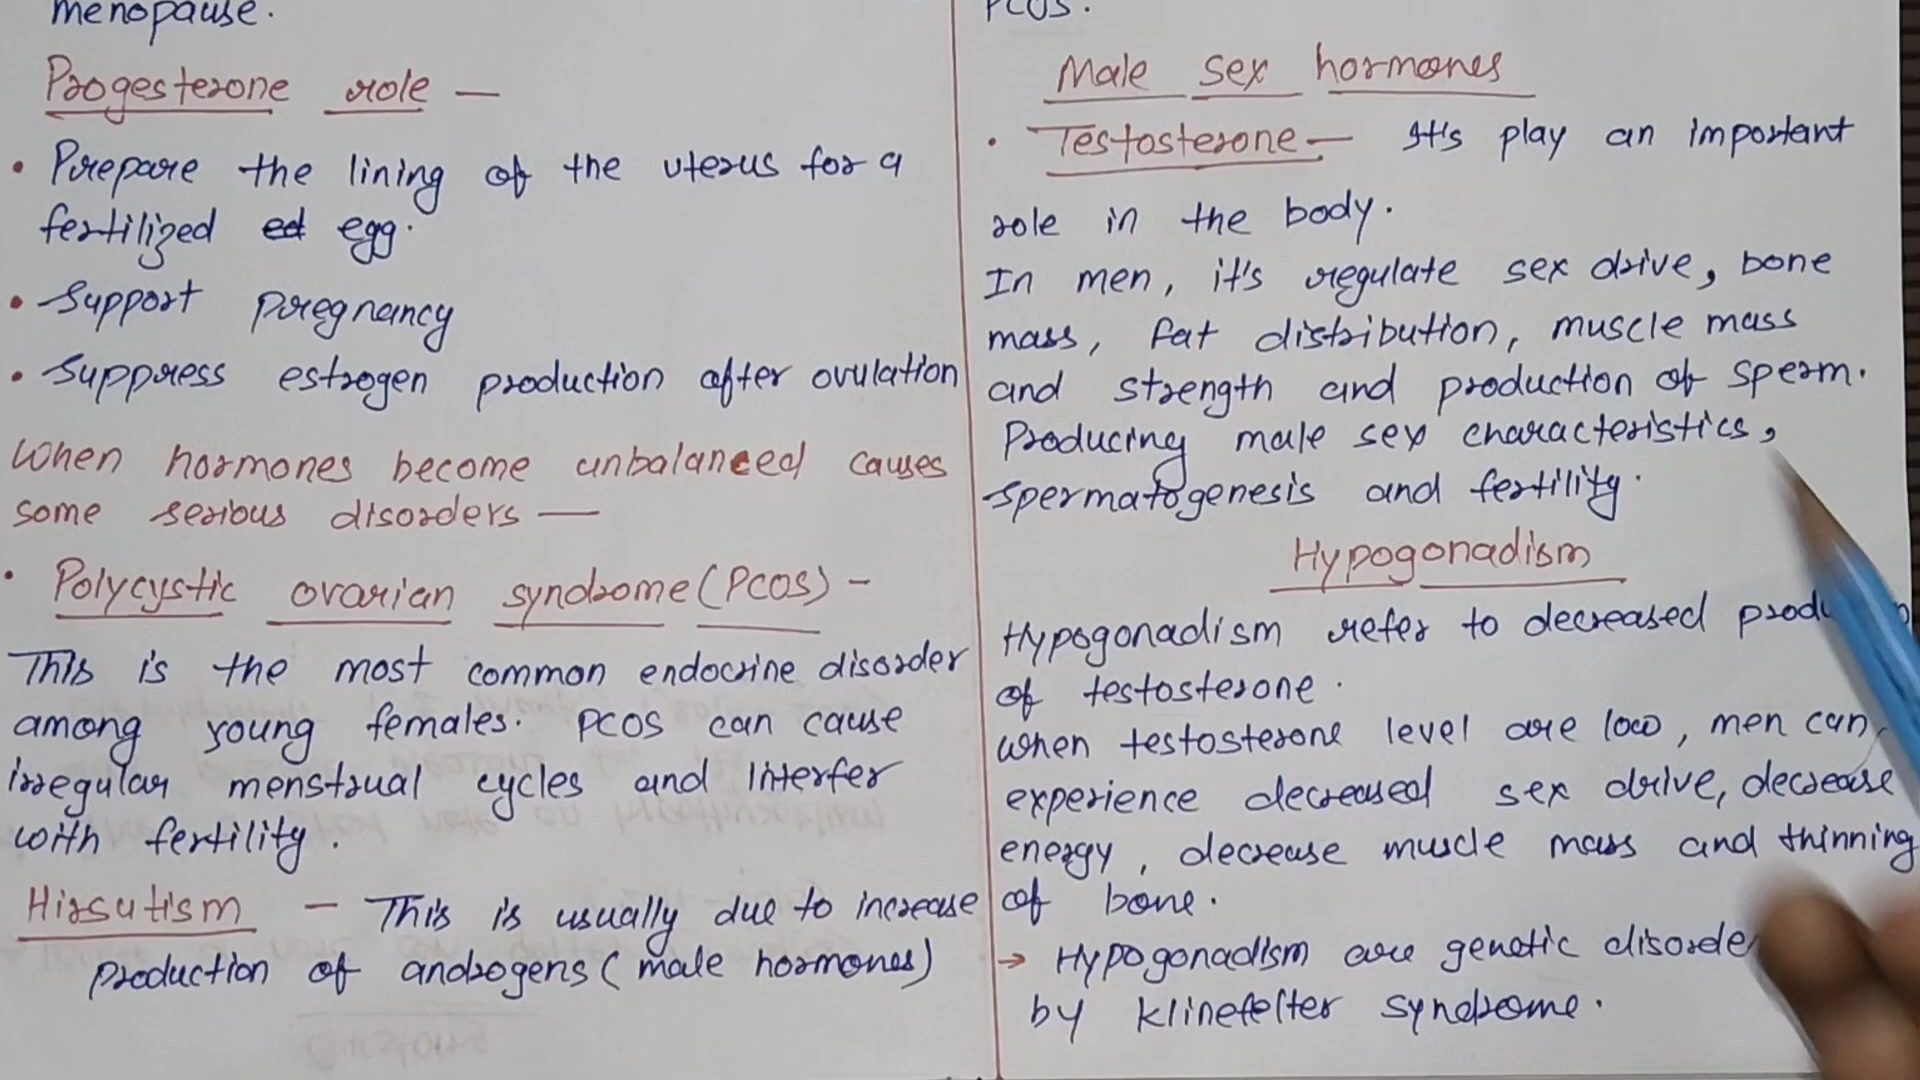 menopause.
Progesterone role —
• Prepare the lining of the uterus for a
fertilized egg.
• Support pregnancy
• Suppress estrogen production after ovulation
When hormones become unbalanced causes
some serious disorders —
• Polycystic ovarian syndrome (PCOS) -
This is the most common endocrine disorder
among young females. PCOS can cause
irregular menstrual cycles and interfer
with fertility.
Hirsutism — This is usually due to increase
production of androgens (male hormones)
PCOS.
Male sex hormones
• Testosterone — It's play an important
role in the body.
In men, it's regulate sex drive, bone
mass, fat distribution, muscle mass
and strength and production of sperm.
Producing male sex characteristics,
spermatogenesis and fertility.
Hypogonadism
Hypogonadism refer to decreased
of testosterone.
when testosterone level are low, men can
experience decreased sex drive, decrease
energy, decrease muscle mass and thinning
of bone.
→ Hypogonadism are genetic disorde
by Klinefelter syndrome.